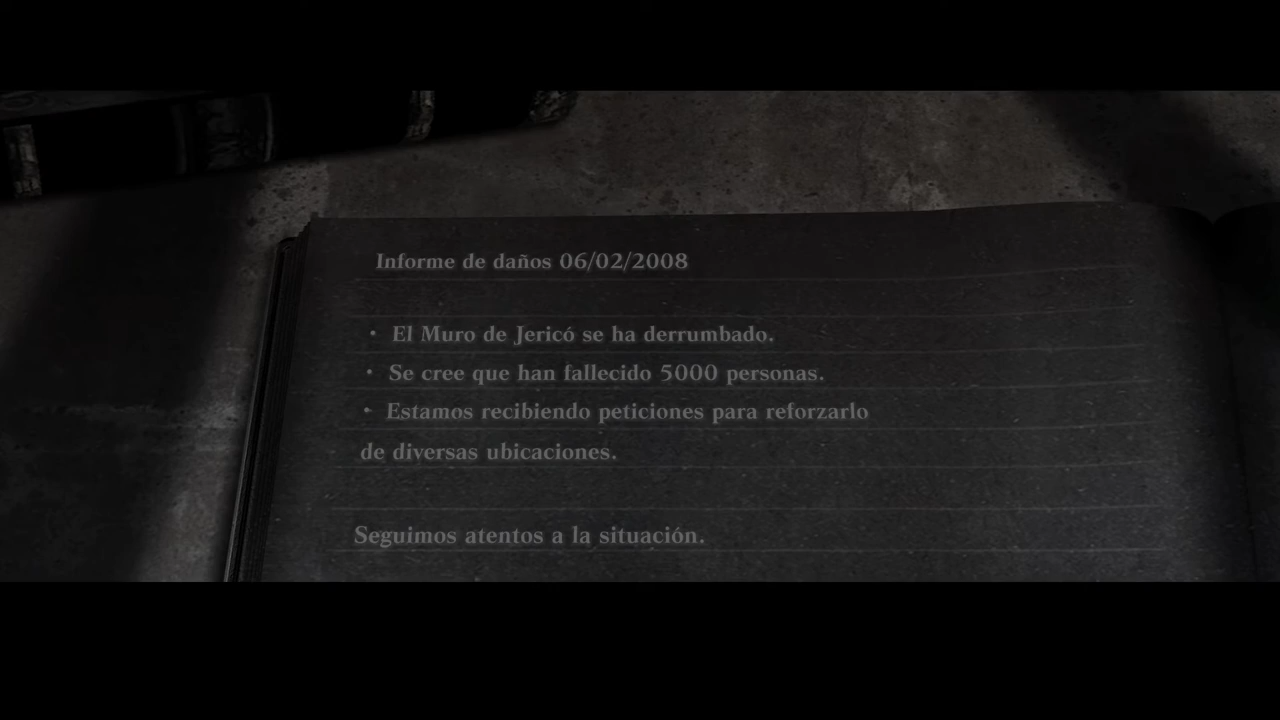 Informe de daños 06/02/2008
· El Muro de Jericó se ha derrumbado.
· Se cree que han fallecido 5000 personas.
· Estamos recibiendo peticiones para reforzarlo
de diversas ubicaciones.
Seguimos atentos a la situación.